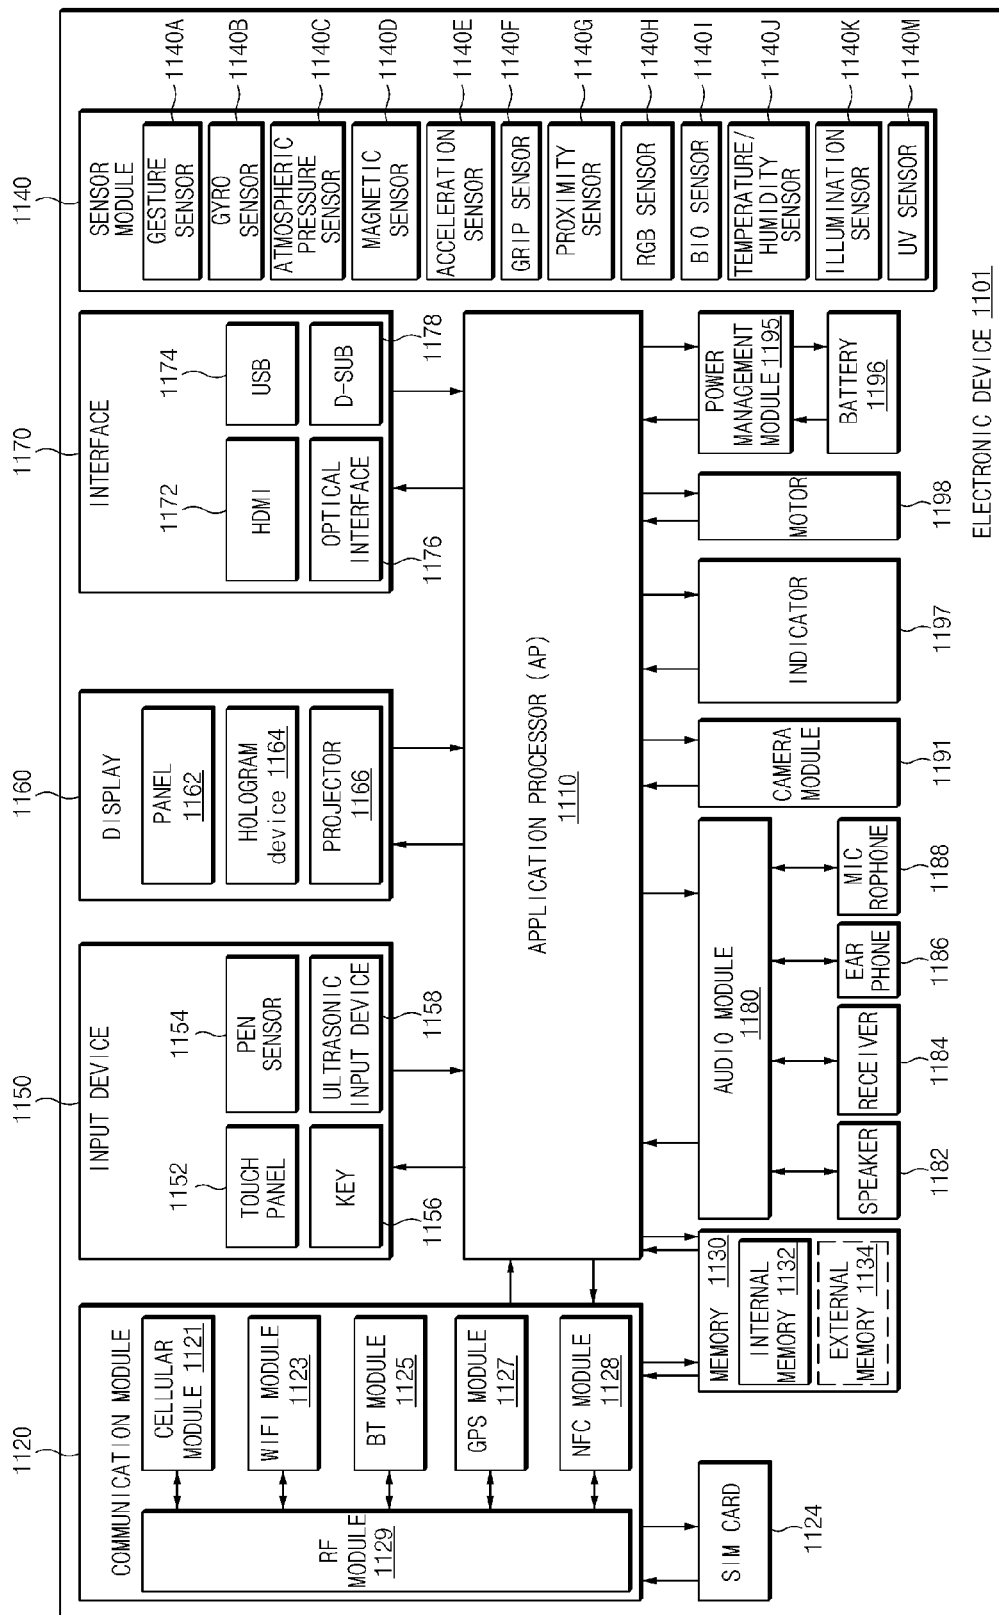 1120
COMMUNICATION MODULE
RF
MODULE
1129
CELLULAR
MODULE 1121
WIFI MODULE
1123
BT MODULE
1125
GPS MODULE
1127
NFC MODULE
1128
SIM CARD
1124
1150
INPUT DEVICE
1152
TOUCH
PANEL
1154
PEN
SENSOR
KEY
1156
ULTRASONIC
INPUT DEVICE
1158
1160
DISPLAY
PANEL
1162
HOLOGRAM
device 1164
PROJECTOR
1166
1170
INTERFACE
1172
HDMI
1174
USB
OPTICAL
INTERFACE
1176
D-SUB
1178
1140
SENSOR
MODULE
GESTURE
SENSOR
1140A
GYRO
SENSOR
1140B
ATMOSPHERIC
PRESSURE
SENSOR
1140C
MAGNETIC
SENSOR
1140D
ACCELERATION
SENSOR
1140E
GRIP SENSOR
1140F
PROXIMITY
SENSOR
1140G
RGB SENSOR
1140H
BIO SENSOR
1140I
TEMPERATURE/
HUMIDITY
SENSOR
1140J
ILLUMINATION
SENSOR
1140K
UV SENSOR
1140M
APPLICATION PROCESSOR (AP)
1110
MEMORY 1130
INTERNAL
MEMORY 1132
EXTERNAL
MEMORY 1134
AUDIO MODULE
1180
SPEAKER
1182
RECEIVER
1184
EAR
PHONE
1186
MIC
ROPHONE
1188
CAMERA
MODULE
1191
INDICATOR
1197
MOTOR
1198
POWER
MANAGEMENT
MODULE 1195
BATTERY
1196
ELECTRONIC DEVICE 1101